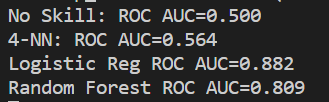 No Skill: ROC AUC=0.500
4-NN: ROC AUC=0.564
Logistic Reg ROC AUC=0.882
Random Forest ROC AUC=0.809